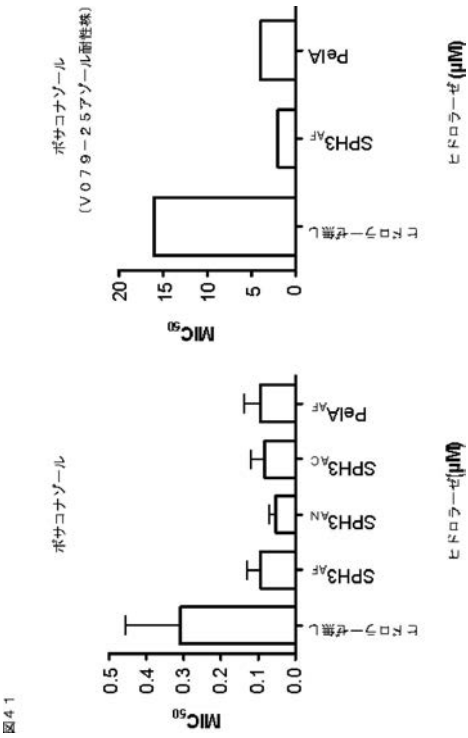 図41
ポサコナゾール
MIC50
0.5
0.4
0.3
0.2
0.1
0.0
ヒドロラーゼ無し
SPH3AF
SPH3AN
SPH3AC
PelAAF
ヒドロラーゼ(μM)
ポサコナゾール
(V079-25アゾール耐性株)
MIC50
20
15
10
5
0
ヒドロラーゼ無し
SPH3AF
PelA
ヒドロラーゼ(μM)